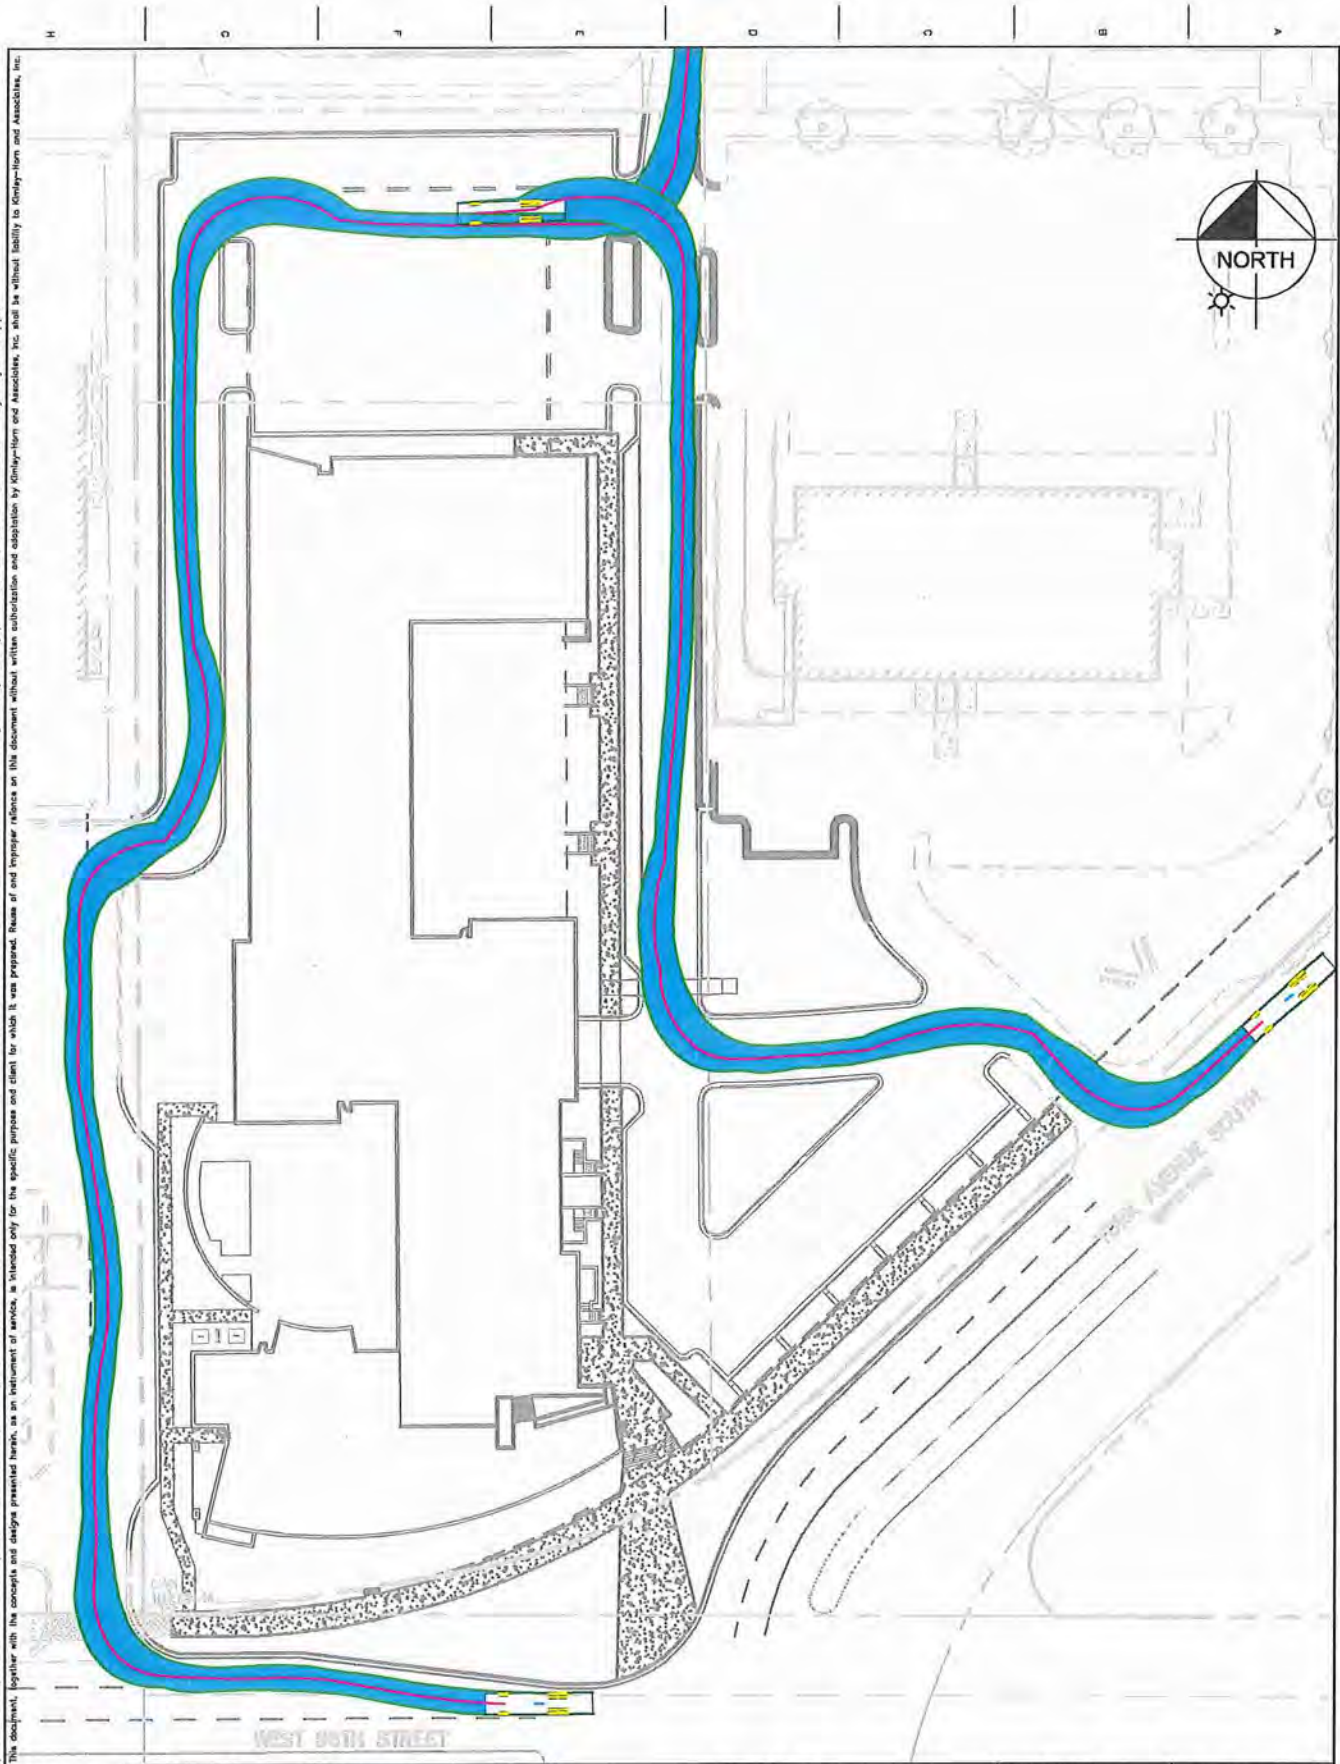 H G F E D C B A
This document, together with the concepts and designs presented herein, as an instrument of service, is intended only for the specific purpose and client for which it was prepared. Reuse of and improper reliance on this document without written authorization and adaptation by Kimley-Horn and Associates, Inc. shall be without liability to Kimley-Horn and Associates, Inc.
NORTH
AVENUE SOUTH
WEST STREET